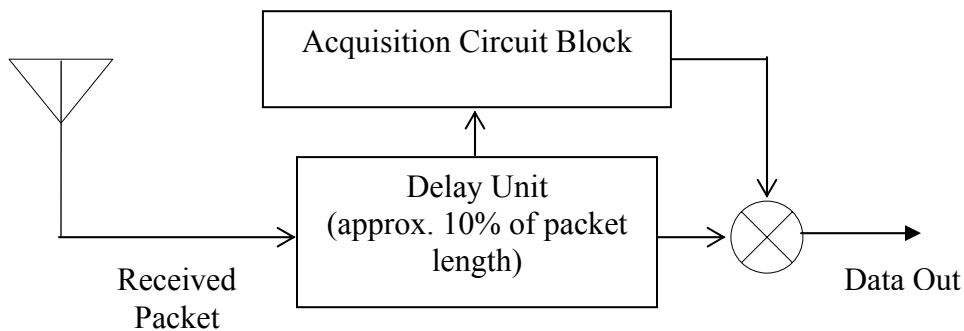 Acquisition Circuit Block
Delay Unit
(approx. 10% of packet
length)
Received
Packet
Data Out